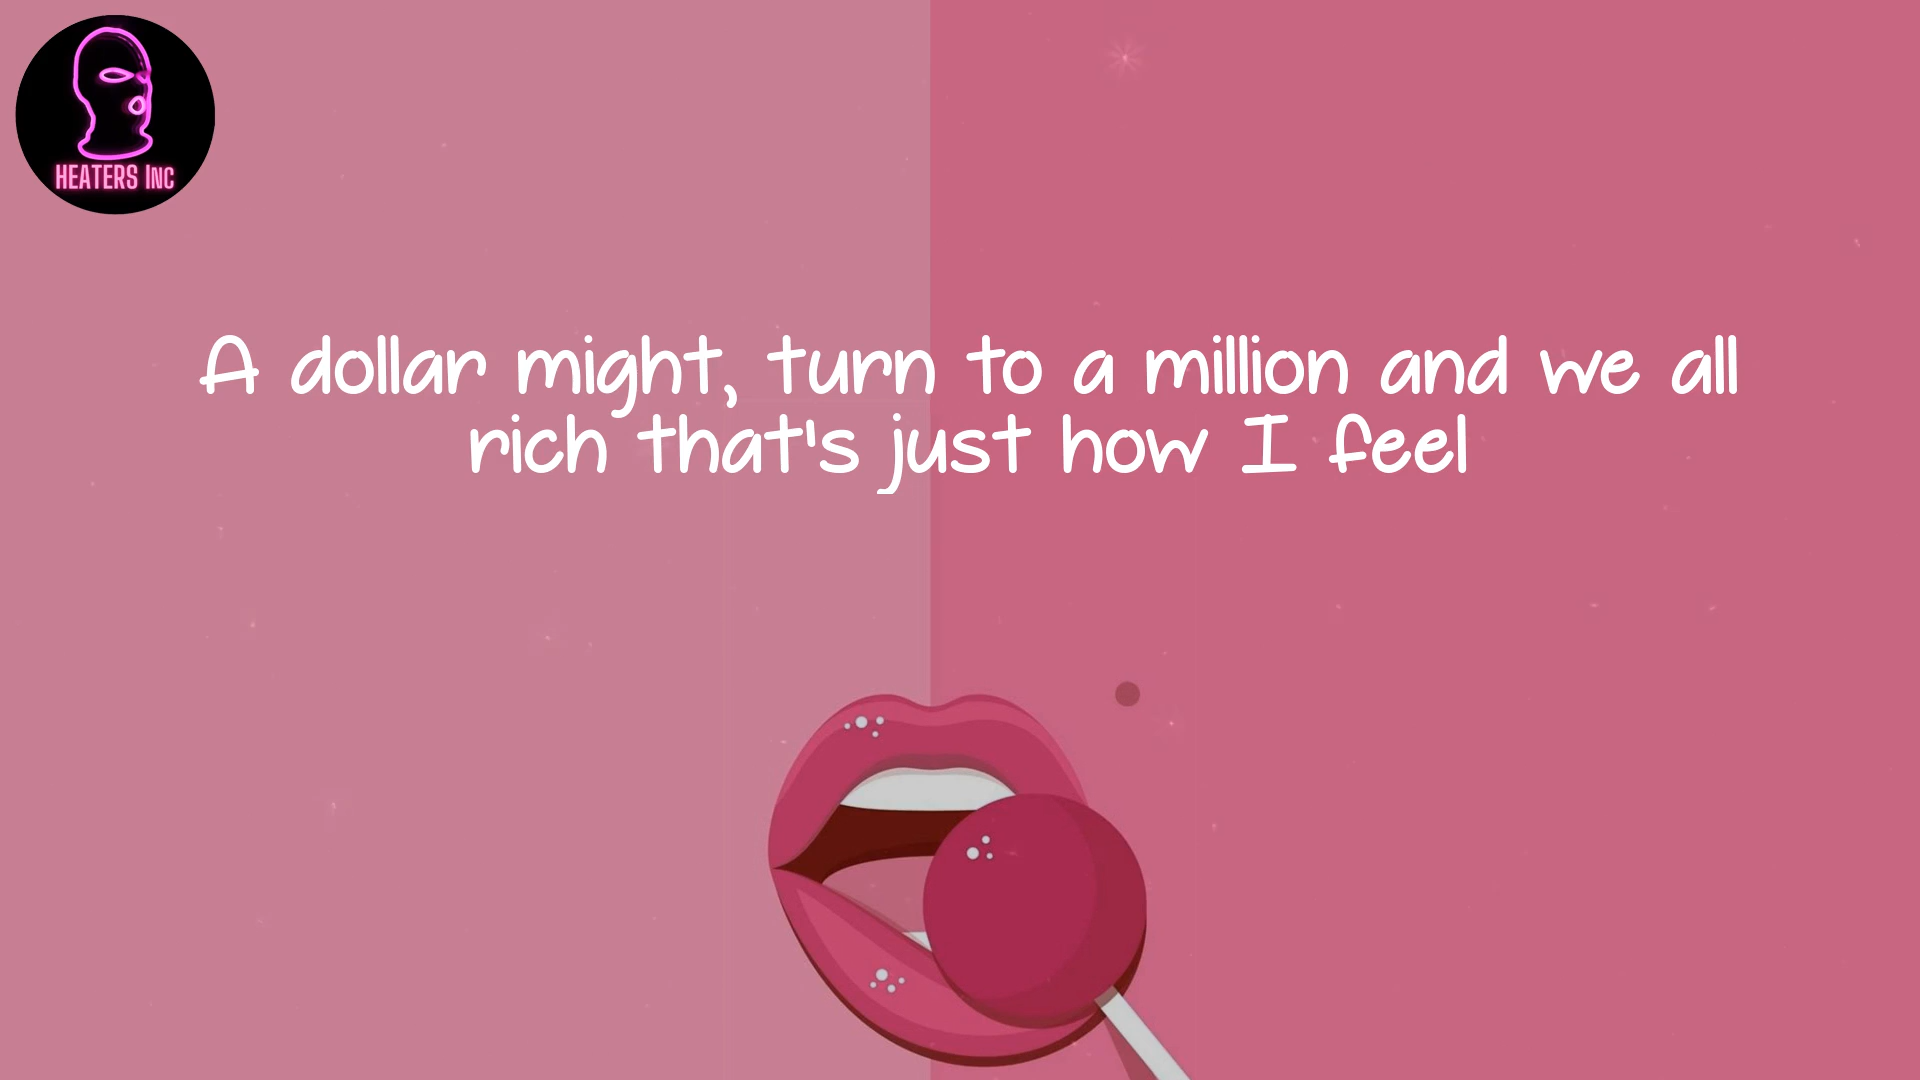 HEATERS INC
A dollar might, turn to a million and we all
rich that's just how I feel